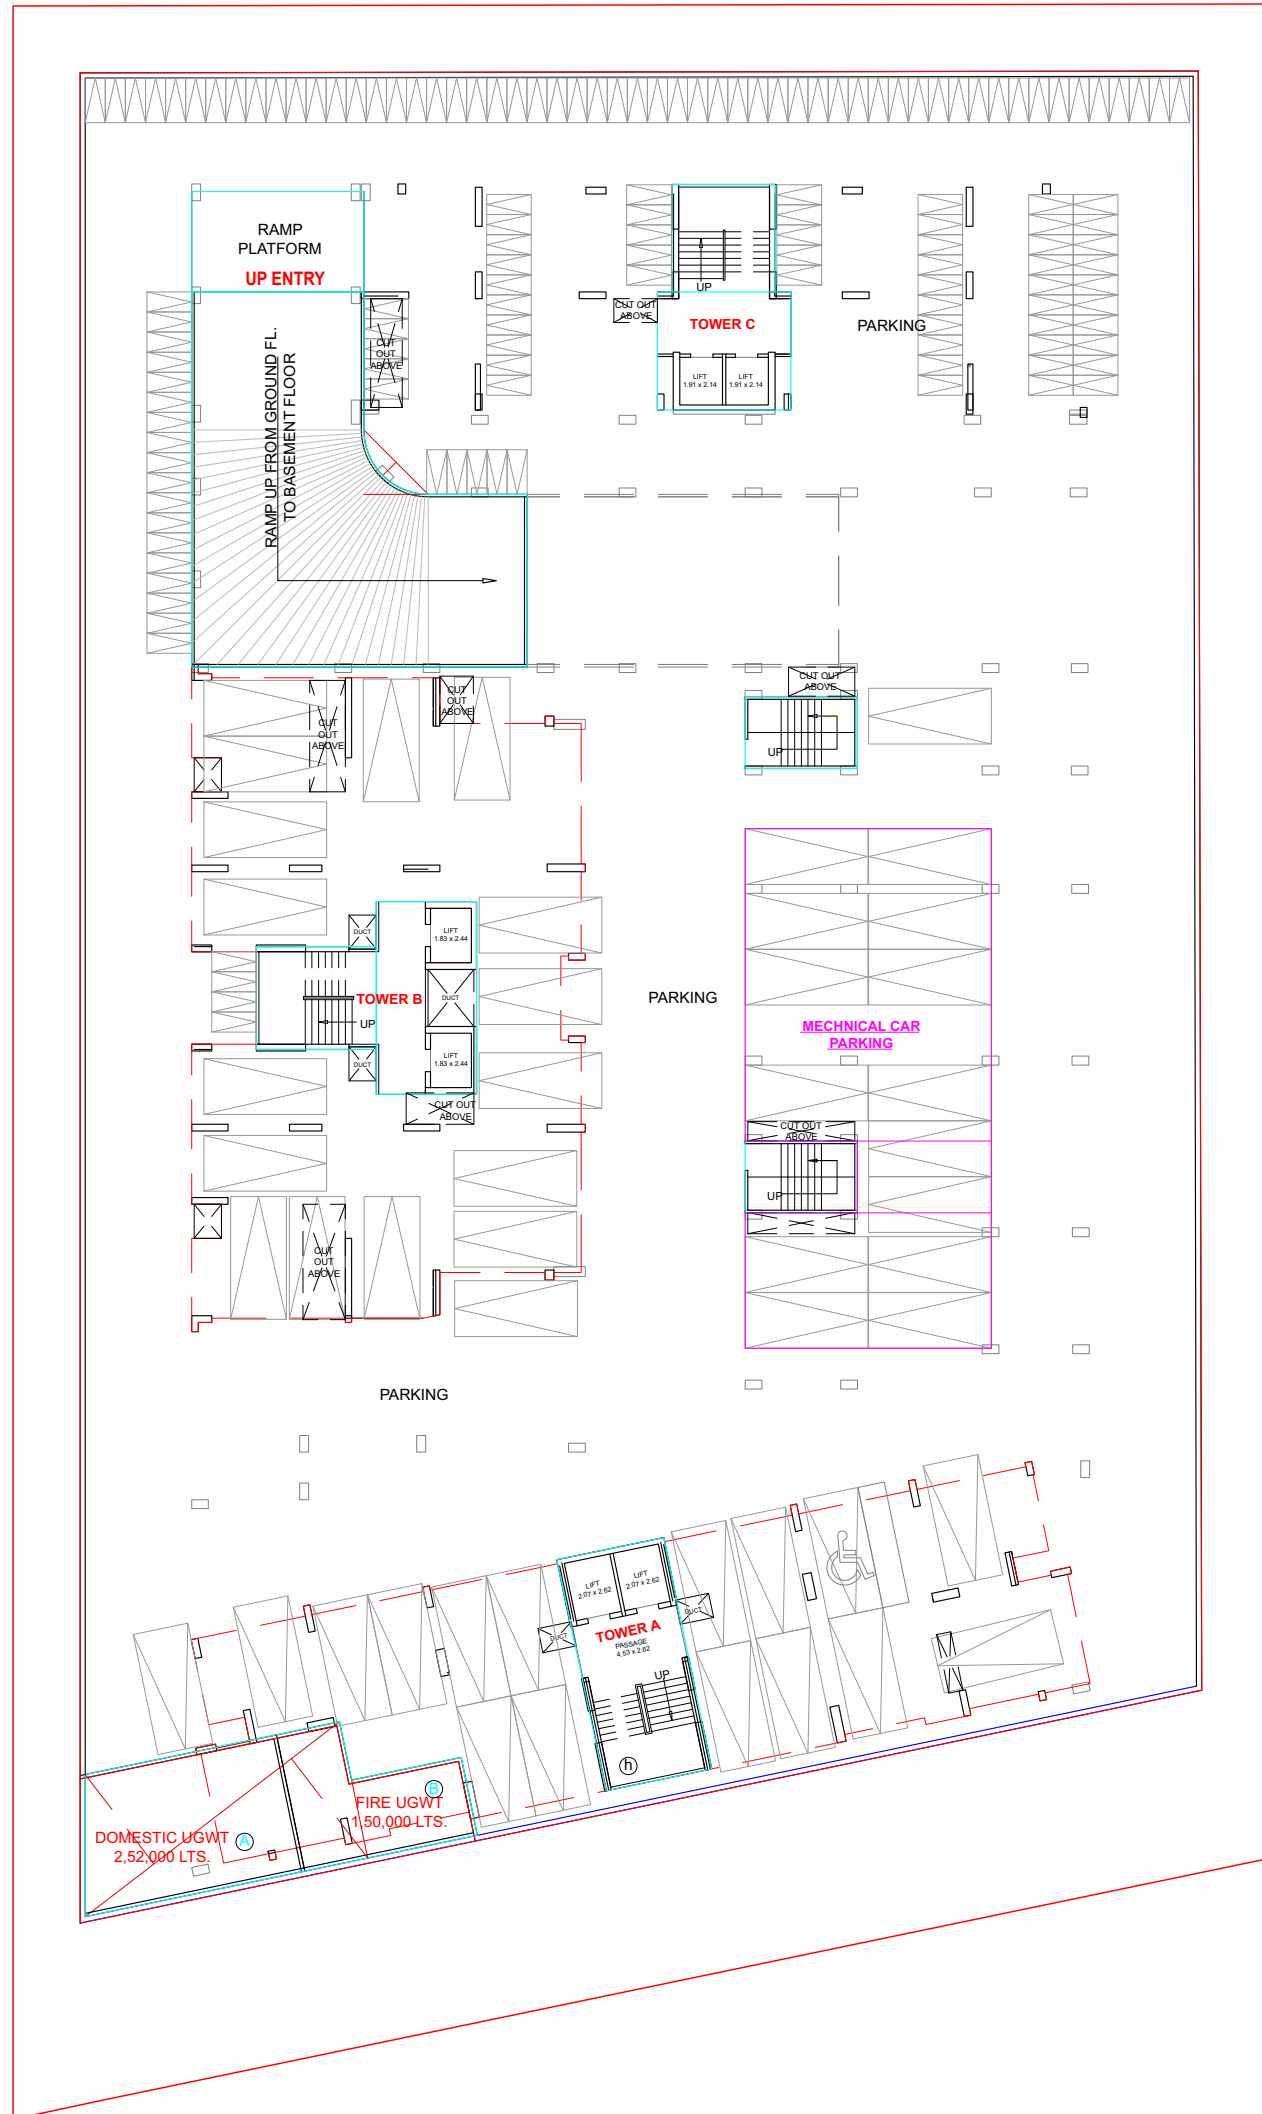 RAMP
PLATFORM
UP ENTRY
RAMP UP FROM GROUND FL.
TO BASEMENT FLOOR
CUT
OUT
ABOVE
UP
CUT OUT
ABOVE
TOWER C
PARKING
LIFT
1.91 x 2.14
LIFT
1.91 x 2.14
CUT
OUT
ABOVE
CUT
OUT
ABOVE
CUT OUT
ABOVE
UP
DUCT
LIFT
1.83 x 2.44
TOWER B
DUCT
UP
LIFT
1.83 x 2.44
DUCT
CUT OUT
ABOVE
PARKING
MECHNICAL CAR
PARKING
CUT OUT
ABOVE
UP
CUT
OUT
ABOVE
PARKING
LIFT
2.07 x 2.62
LIFT
2.07 x 2.62
DUCT
DUCT
TOWER A
PASSAGE
4.53 x 2.62
UP
h
B
FIRE UGWT
1,50,000 LTS.
DOMESTIC UGWT
2,52,000 LTS.
A